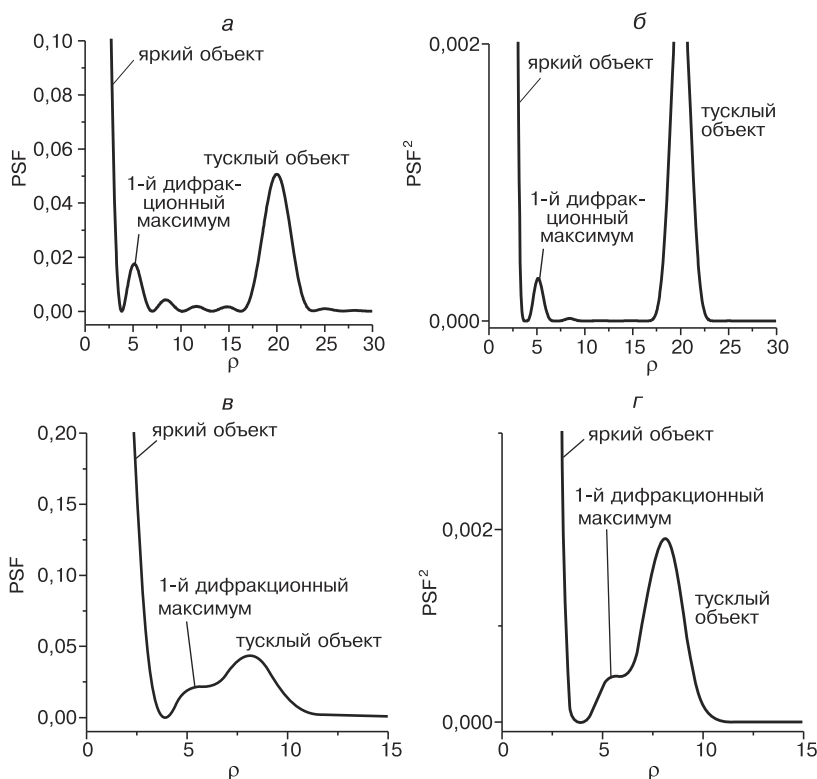 а
0,10
яркий объект
0,08
0,06
тусклый объект
1-й дифрак-
ционный
максимум
0,04
0,02
0,00
PSF
0 5 10 15 20 25 30
ρ
б
0,002
яркий объект
тусклый
объект
1-й дифрак-
ционный
максимум
0,000
PSF²
0 5 10 15 20 25 30
ρ
в
0,20
яркий объект
0,15
0,10
1-й дифракционный
максимум
тусклый объект
0,05
0,00
PSF
0 5 10 15
ρ
г
яркий объект
1-й дифракционный
максимум
0,002
тусклый
объект
0,000
PSF²
0 5 10 15
ρ